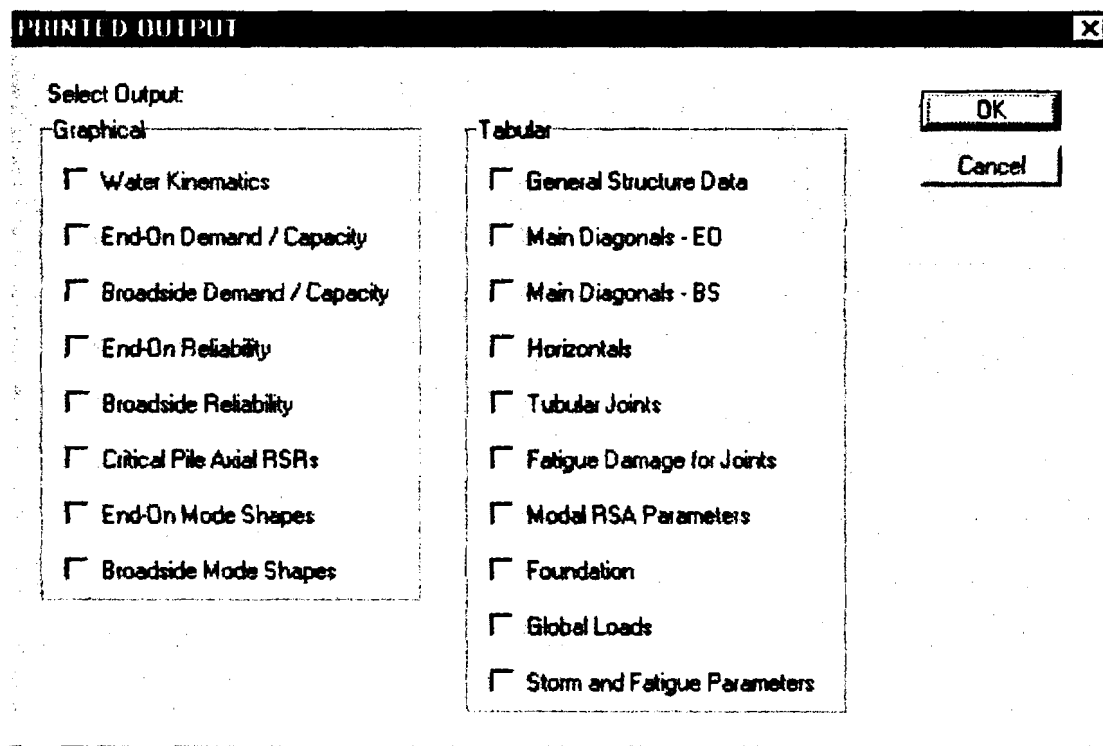 PRINTED OUTPUT
Select Output:
Graphical
Water Kinematics
End-On Demand / Capacity
Broadside Demand / Capacity
End-On Reliability
Broadside Reliability
Critical Pile Axial RSRs
End-On Mode Shapes
Broadside Mode Shapes
Tabular
General Structure Data
Main Diagonals - EO
Main Diagonals - BS
Horizontals
Tubular Joints
Fatigue Damage for Joints
Modal RSA Parameters
Foundation
Global Loads
Storm and Fatigue Parameters
OK
Cancel